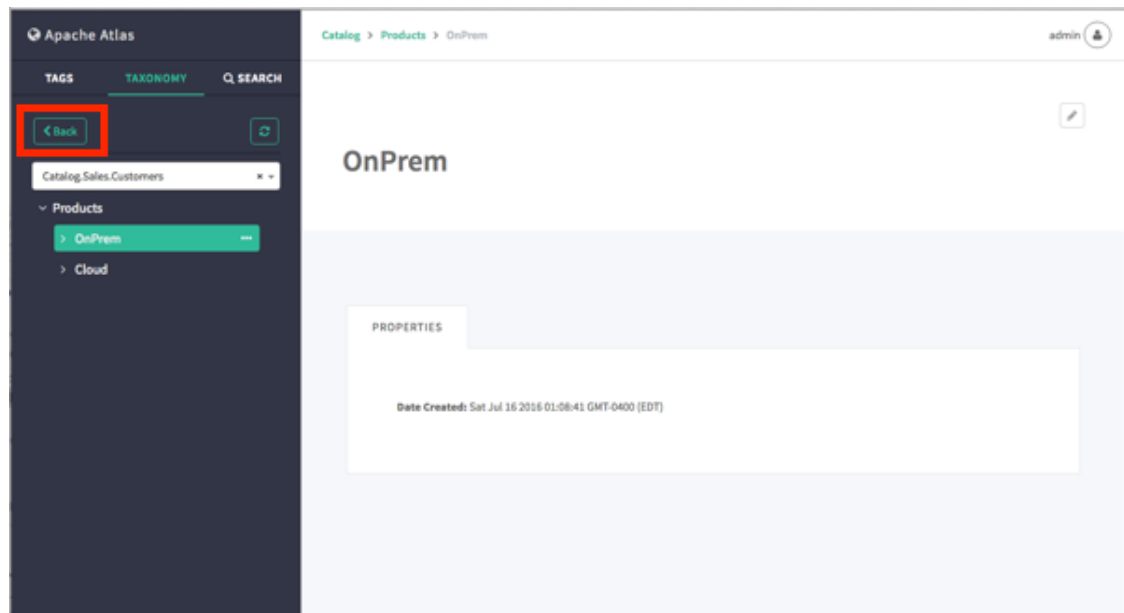 Apache Atlas
TAGS TAXONOMY SEARCH
Back
Catalog.Sales.Customers
Products
OnPrem
Cloud
Catalog > Products > OnPrem
admin
OnPrem
PROPERTIES
Date Created: Sat Jul 16 2016 01:08:41 GMT-0400 (EDT)